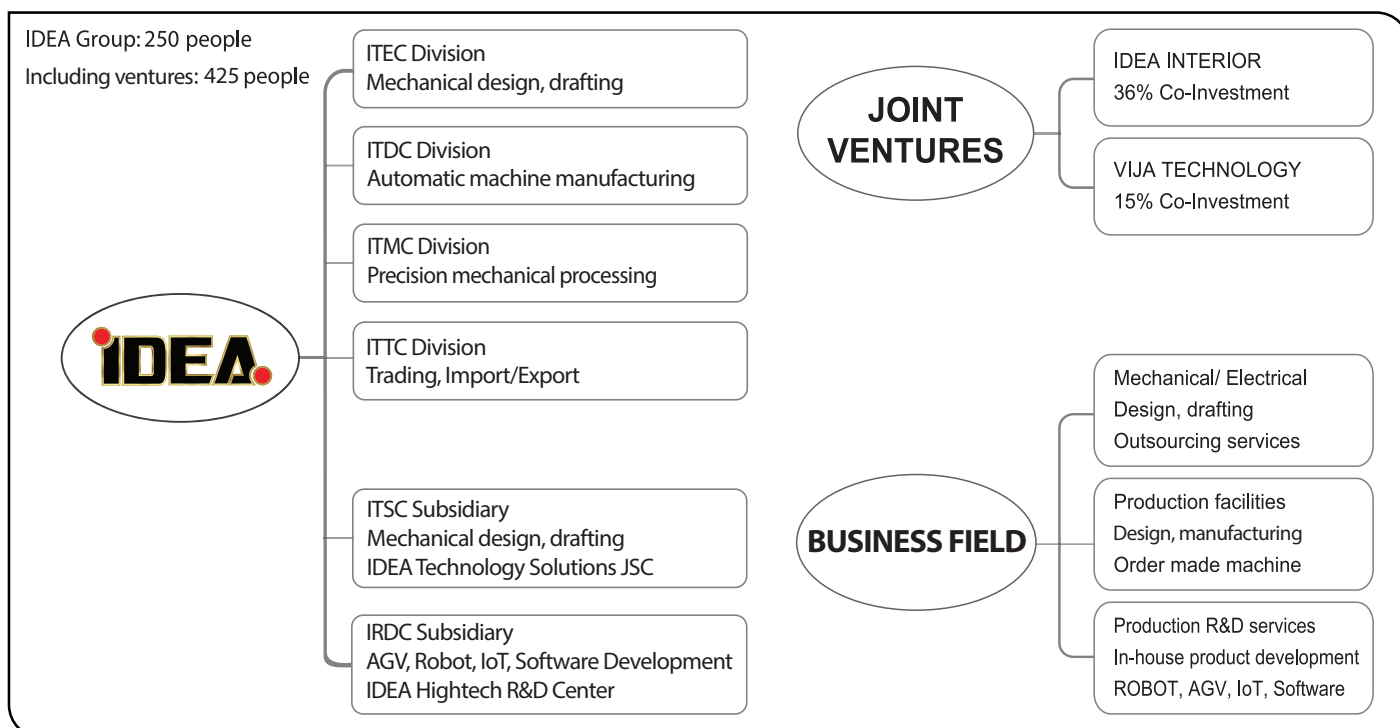 IDEA Group: 250 people
Including ventures: 425 people
iDEA
ITEC Division
Mechanical design, drafting
ITDC Division
Automatic machine manufacturing
ITMC Division
Precision mechanical processing
ITTC Division
Trading, Import/Export
ITSC Subsidiary
Mechanical design, drafting
IDEA Technology Solutions JSC
IRDC Subsidiary
AGV, Robot, IoT, Software Development
IDEA Hightech R&D Center
JOINT
VENTURES
IDEA INTERIOR
36% Co-Investment
VIJA TECHNOLOGY
15% Co-Investment
BUSINESS FIELD
Mechanical/ Electrical
Design, drafting
Outsourcing services
Production facilities
Design, manufacturing
Order made machine
Production R&D services
In-house product development
ROBOT, AGV, IoT, Software